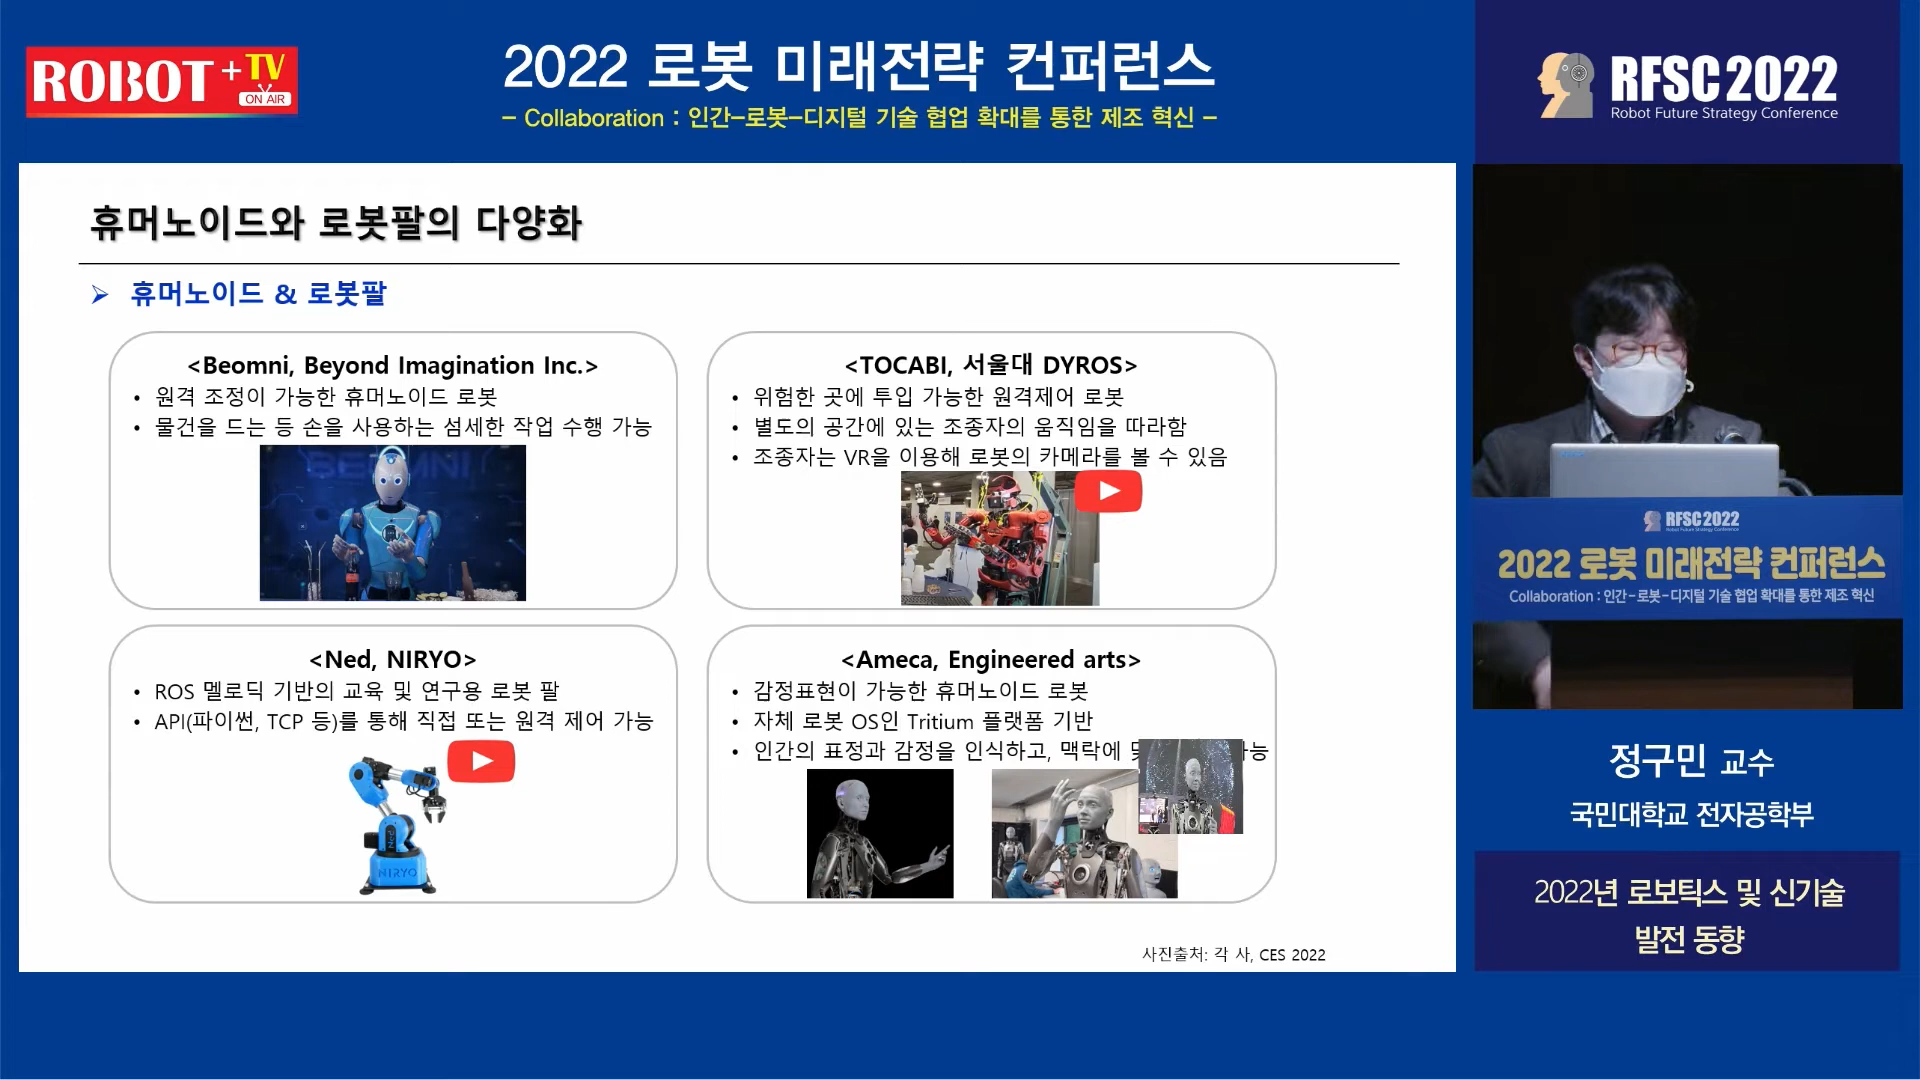 ROBOT+TV
ON AIR
2022 로봇 미래전략 컨퍼런스
– Collaboration : 인간–로봇–디지털 기술 협업 확대를 통한 제조 혁신 –
RFSC 2022
Robot Future Strategy Conference
휴머노이드와 로봇팔의 다양화
➢ 휴머노이드 & 로봇팔
<Beomni, Beyond Imagination Inc.>
• 원격 조정이 가능한 휴머노이드 로봇
• 물건을 드는 등 손을 사용하는 섬세한 작업 수행 가능
BEOMNI
<TOCABI, 서울대 DYROS>
• 위험한 곳에 투입 가능한 원격제어 로봇
• 별도의 공간에 있는 조종자의 움직임을 따라함
• 조종자는 VR을 이용해 로봇의 카메라를 볼 수 있음
<Ned, NIRYO>
• ROS 멜로딕 기반의 교육 및 연구용 로봇 팔
• API(파이썬, TCP 등)를 통해 직접 또는 원격 제어 가능
Ned
NIRYO
<Ameca, Engineered arts>
• 감정표현이 가능한 휴머노이드 로봇
• 자체 로봇 OS인 Tritium 플랫폼 기반
• 인간의 표정과 감정을 인식하고, 맥락에
사진출처: 각 사, CES 2022
RFSC 2022
Robot Future Strategy Conference
2022 로봇 미래전략 컨퍼런스
Collaboration : 인간–로봇–디지털 기술 협업 확대를 통한 제조 혁신
정구민 교수
국민대학교 전자공학부
2022년 로보틱스 및 신기술
발전 동향